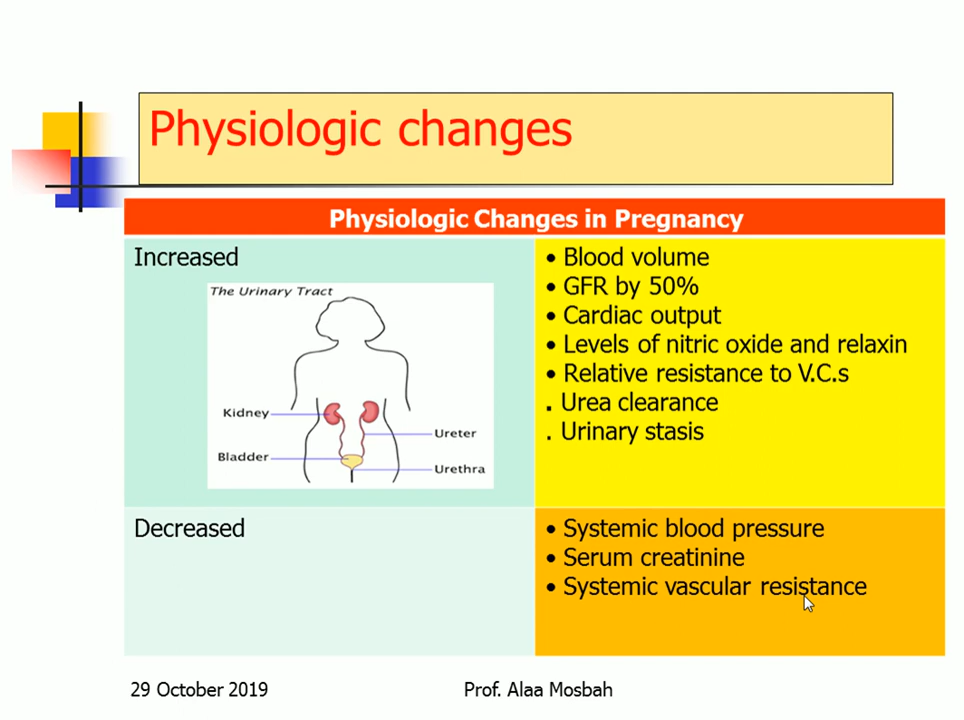 Physiologic changes
Physiologic Changes in Pregnancy
Increased
The Urinary Tract
Kidney
Ureter
Bladder
Urethra
• Blood volume
• GFR by 50%
• Cardiac output
• Levels of nitric oxide and relaxin
• Relative resistance to V.C.s
. Urea clearance
. Urinary stasis
Decreased
• Systemic blood pressure
• Serum creatinine
• Systemic vascular resistance
29 October 2019
Prof. Alaa Mosbah